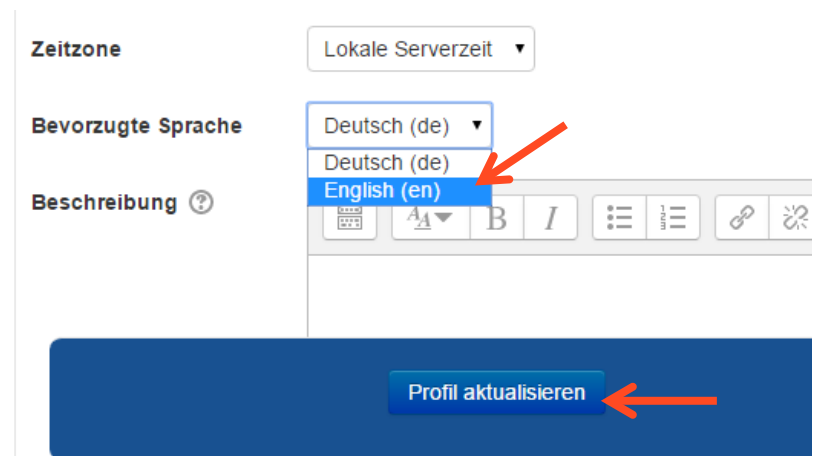 Zeitzone
Lokale Serverzeit
Bevorzugte Sprache
Deutsch (de)
Deutsch (de)
English (en)
Beschreibung
B I
Profil aktualisieren